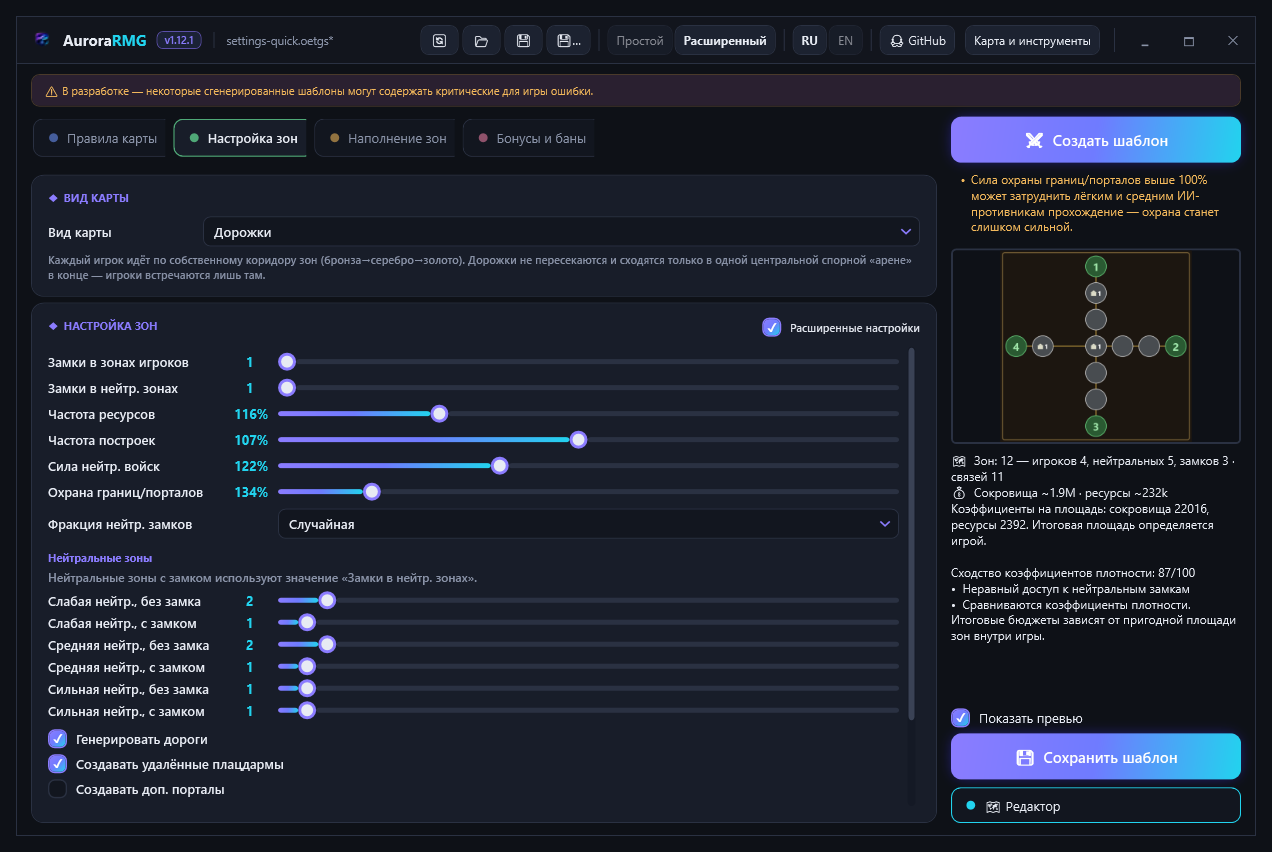 AuroraRMG v1.12.1 settings-quick.oetgs* ... Простой Расширенный RU EN GitHub Карта и инструменты
В разработке — некоторые сгенерированные шаблоны могут содержать критические для игры ошибки.
Правила карты Настройка зон Наполнение зон Бонусы и баны
ВИД КАРТЫ
Вид карты Дорожки
Каждый игрок идёт по собственному коридору зон (бронза→серебро→золото). Дорожки не пересекаются и сходятся только в одной центральной спорной «арене»
в конце — игроки встречаются лишь там.
НАСТРОЙКА ЗОН Расширенные настройки
Замки в зонах игроков 1
Замки в нейтр. зонах 1
Частота ресурсов 116%
Частота построек 107%
Сила нейтр. войск 122%
Охрана границ/порталов 134%
Фракция нейтр. замков Случайная
Нейтральные зоны
Нейтральные зоны с замком используют значение «Замки в нейтр. зонах».
Слабая нейтр., без замка 2
Слабая нейтр., с замком 1
Средняя нейтр., без замка 2
Средняя нейтр., с замком 1
Сильная нейтр., без замка 1
Сильная нейтр., с замком 1
Генерировать дороги
Создавать удалённые плацдармы
Создавать доп. порталы
Создать шаблон
• Сила охраны границ/порталов выше 100%
может затруднить лёгким и средним ИИ-
противникам прохождение — охрана станет
слишком сильной.
1
1
4 1 1 2
3
Зон: 12 — игроков 4, нейтральных 5, замков 3 ·
связей 11
Сокровища ~1.9M · ресурсы ~232k
Коэффициенты на площадь: сокровища 22016,
ресурсы 2392. Итоговая площадь определяется
игрой.
Сходство коэффициентов плотности: 87/100
• Неравный доступ к нейтральным замкам
• Сравниваются коэффициенты плотности.
Итоговые бюджеты зависят от пригодной площади
зон внутри игры.
Показать превью
Сохранить шаблон
Редактор